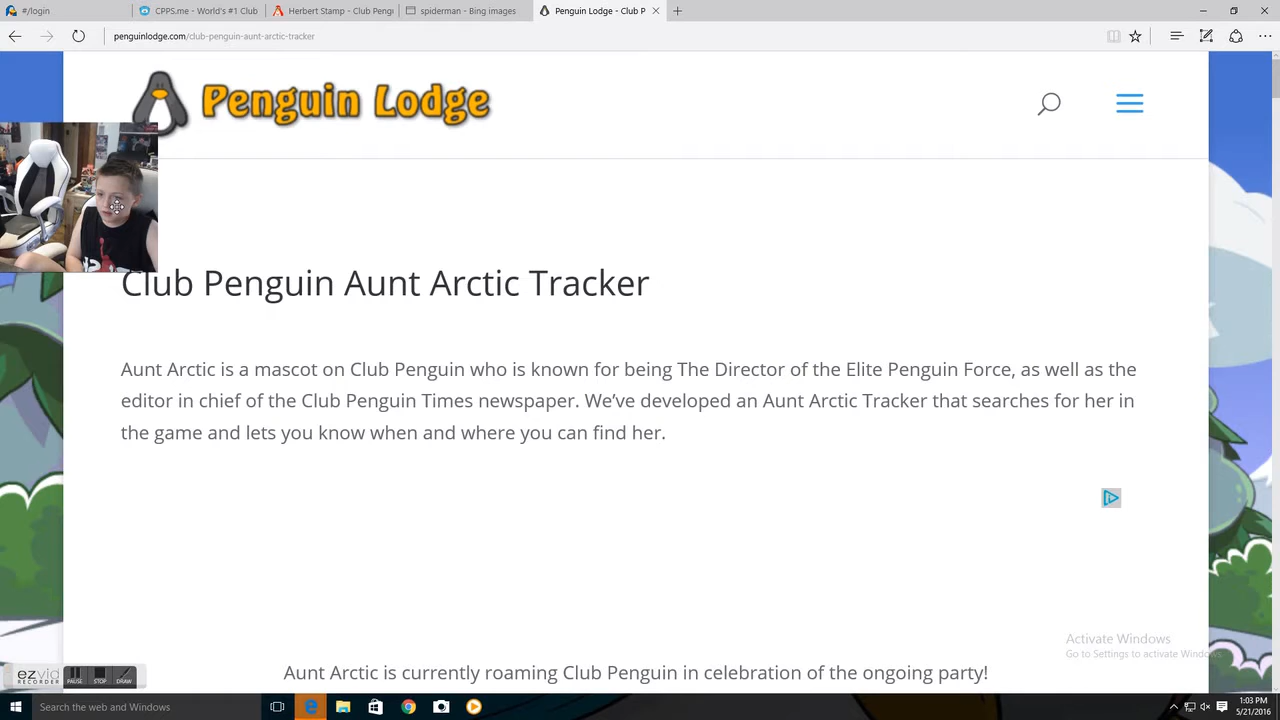 #/login
CPPS.me - World's #1 Club
Herbert Stamp - Club Pengi
spiderman - Bing images
Penguin Lodge - Club P
penguinlodge.com/club-penguin-aunt-arctic-tracker
Penguin Lodge
Club Penguin Aunt Arctic Tracker
Aunt Arctic is a mascot on Club Penguin who is known for being The Director of the Elite Penguin Force, as well as the
editor in chief of the Club Penguin Times newspaper. We've developed an Aunt Arctic Tracker that searches for her in
the game and lets you know when and where you can find her.
Activate Windows
Go to Settings to activate Windows.
Aunt Arctic is currently roaming Club Penguin in celebration of the ongoing party!
ezvid
RECORDER
PAUSE
STOP
DRAW
Search the web and Windows
1:03 PM
5/21/2016